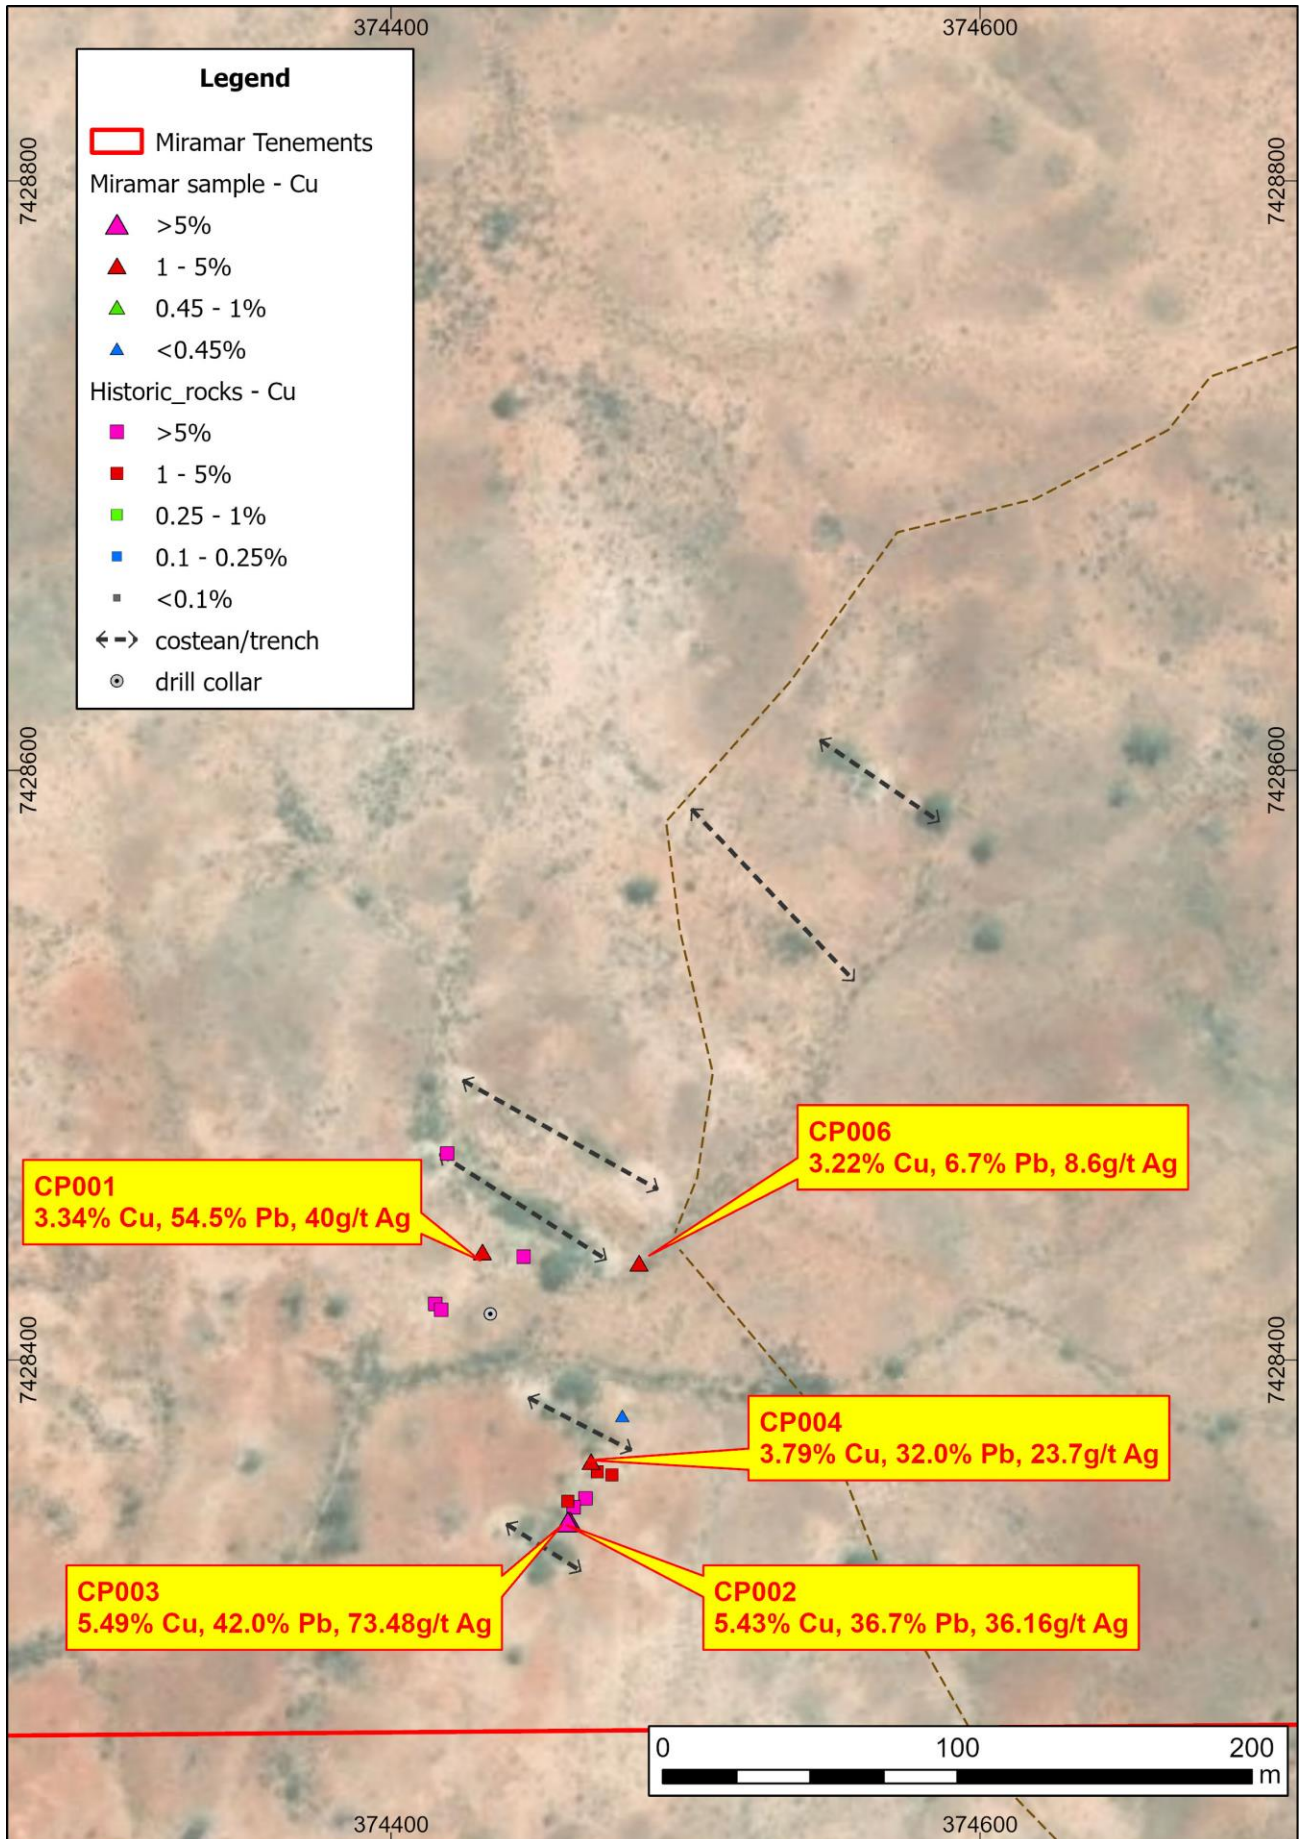 374400
374600
Legend
Miramar Tenements
Miramar sample - Cu
>5%
1 - 5%
0.45 - 1%
<0.45%
Historic_rocks - Cu
>5%
1 - 5%
0.25 - 1%
0.1 - 0.25%
<0.1%
costean/trench
drill collar
7428800
7428800
7428600
7428600
CP006
3.22% Cu, 6.7% Pb, 8.6g/t Ag
CP001
3.34% Cu, 54.5% Pb, 40g/t Ag
7428400
7428400
CP004
3.79% Cu, 32.0% Pb, 23.7g/t Ag
CP003
5.49% Cu, 42.0% Pb, 73.48g/t Ag
CP002
5.43% Cu, 36.7% Pb, 36.16g/t Ag
0 100 200
m
374400
374600